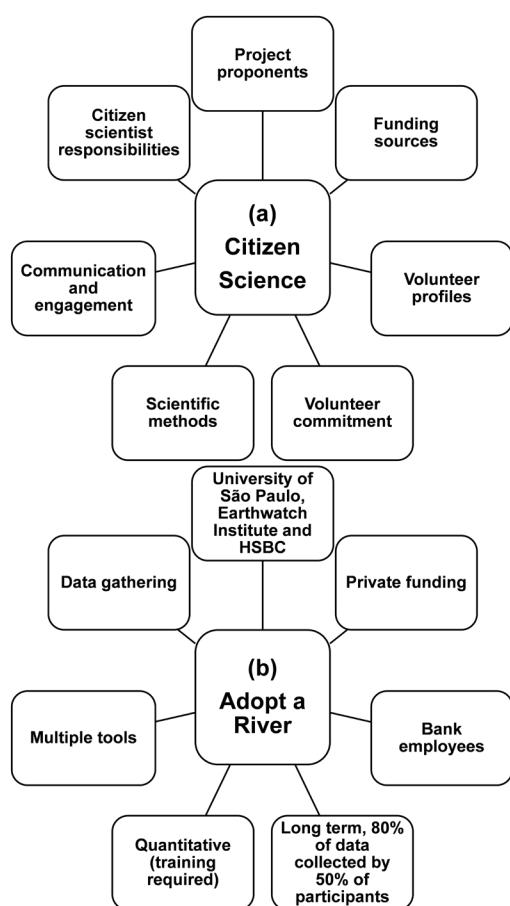 Project
proponents
Citizen
scientist
responsibilities
Funding
sources
(a)
Citizen
Science
Communication
and
engagement
Volunteer
profiles
Scientific
methods
Volunteer
commitment
University of
São Paulo,
Earthwatch
Institute and
HSBC
Data gathering
Private funding
(b)
Adopt a
River
Multiple tools
Bank
employees
Quantitative
(training
required)
Long term, 80%
of data
collected by
50% of
participants